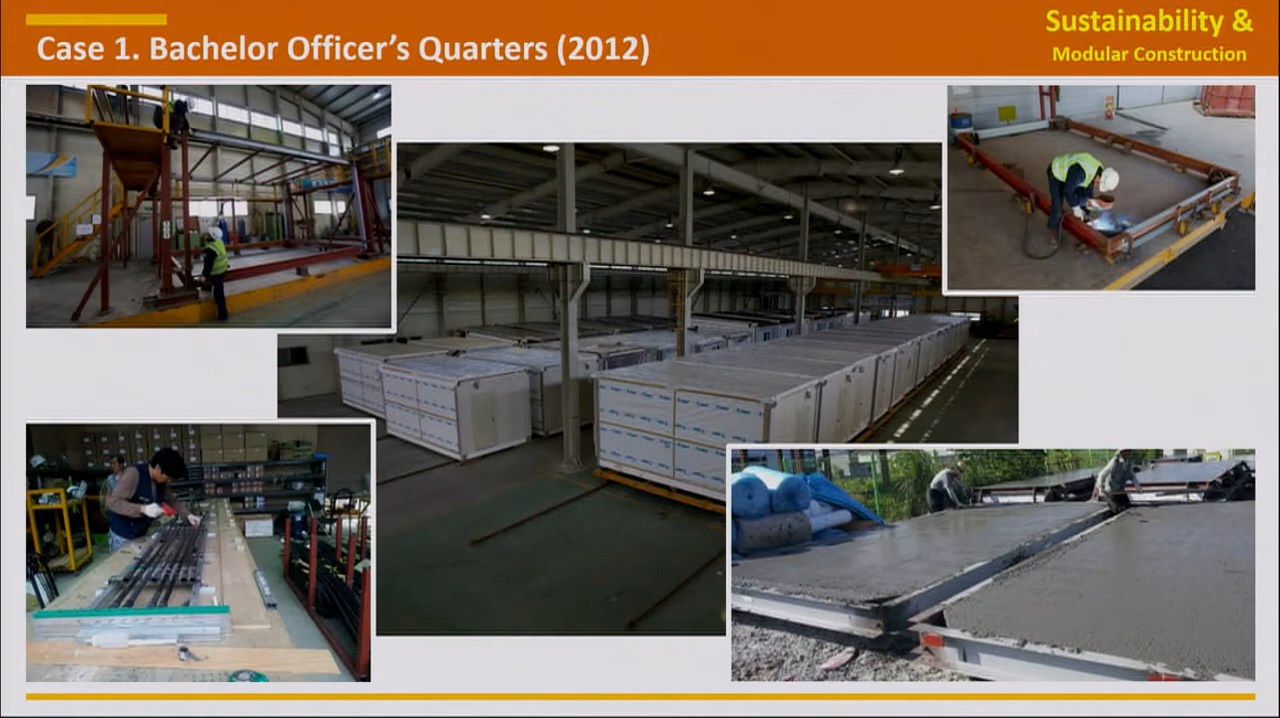 Case 1. Bachelor Officer's Quarters (2012)
Sustainability &
Modular Construction